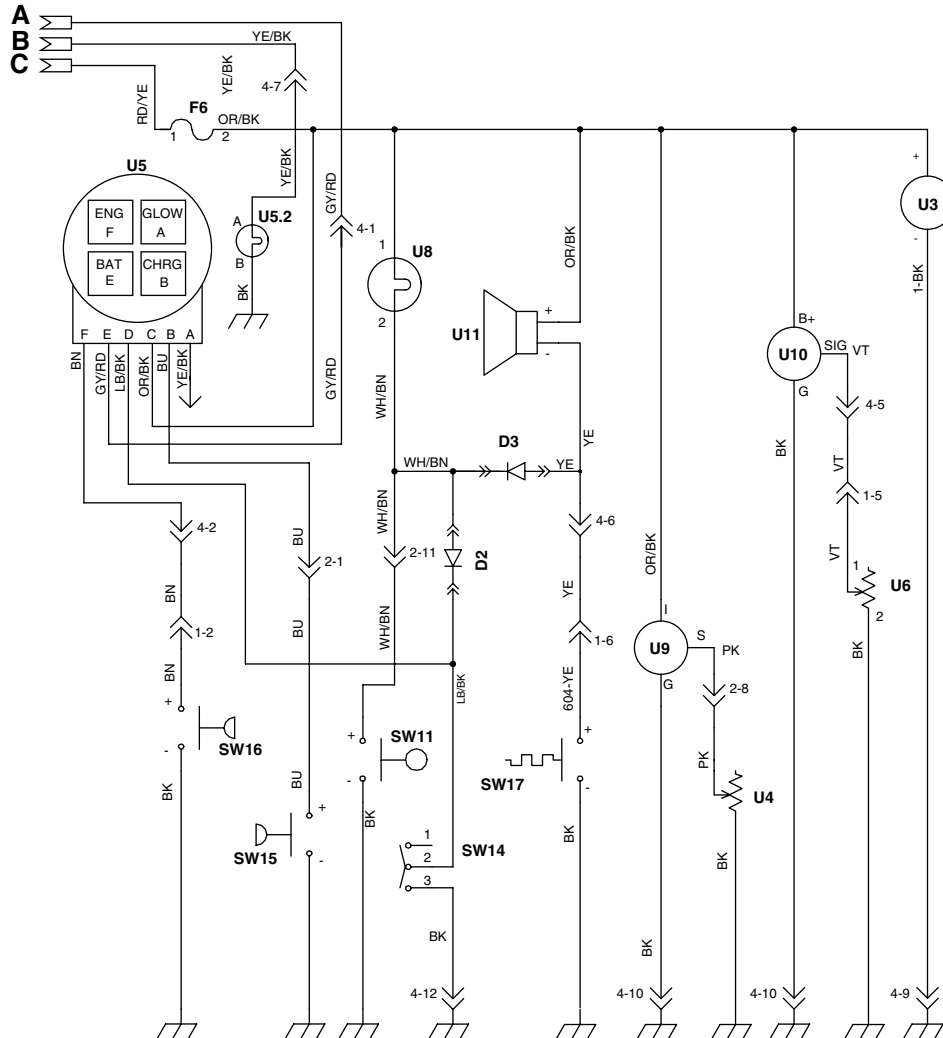 A
B
C
YE/BK
YE/BK
4-7
RD/YE
F6
1
2
OR/BK
YE/BK
GY/RD
4-1
U5
ENG
F
GLOW
A
BAT
E
CHRG
B
F E D C B A
BN
GY/RD
LB/BK
OR/BK
BU
YE/BK
A
U5.2
B
BK
GY/RD
1
U8
2
WH/BN
OR/BK
U11
+
-
YE
+
U3
-
1-BK
B+
U10
SIG
VT
G
BK
4-5
VT
1-5
VT
1
U6
2
BK
WH/BN
D3
YE
WH/BN
2-11
D2
WH/BN
4-6
YE
1-6
604-YE
OR/BK
4-2
BN
1-2
BN
BU
2-1
BU
LB/BK
I
U9
S
PK
G
2-8
PK
U4
BK
+
-
SW16
BK
BU
+
SW15
-
+
SW11
-
BK
1
2
3
SW14
BK
4-12
+
SW17
-
BK
BK
4-10
4-10
4-9